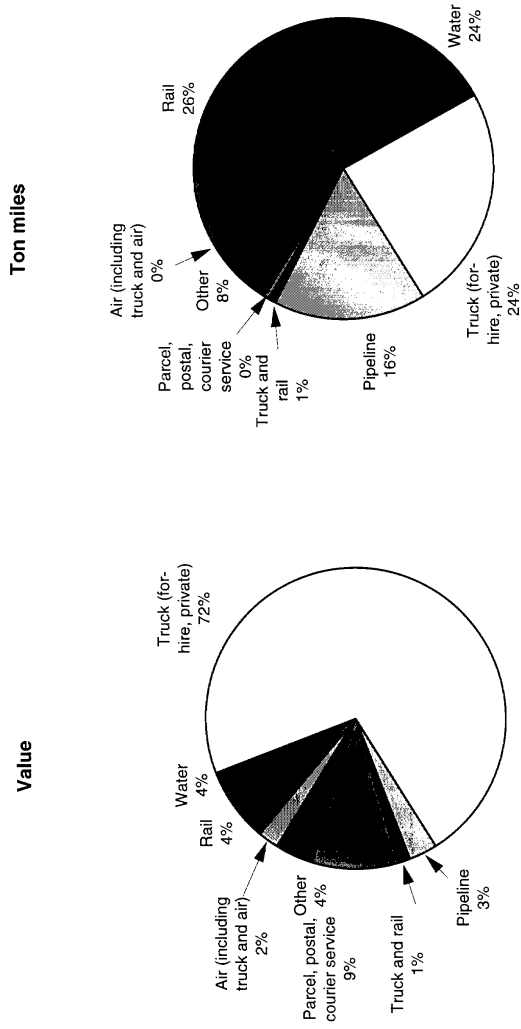 Value
Truck (for-
hire, private)
72%
Water
4%
Rail
4%
Air (including
truck and air)
2%
Other
4%
Parcel, postal,
courier service
9%
Truck and rail
1%
Pipeline
3%
Ton miles
Rail
26%
Water
24%
Truck (for-
hire, private)
24%
Pipeline
16%
Truck and
rail
1%
Parcel,
postal,
courier
service
0%
Other
8%
Air (including
truck and air)
0%